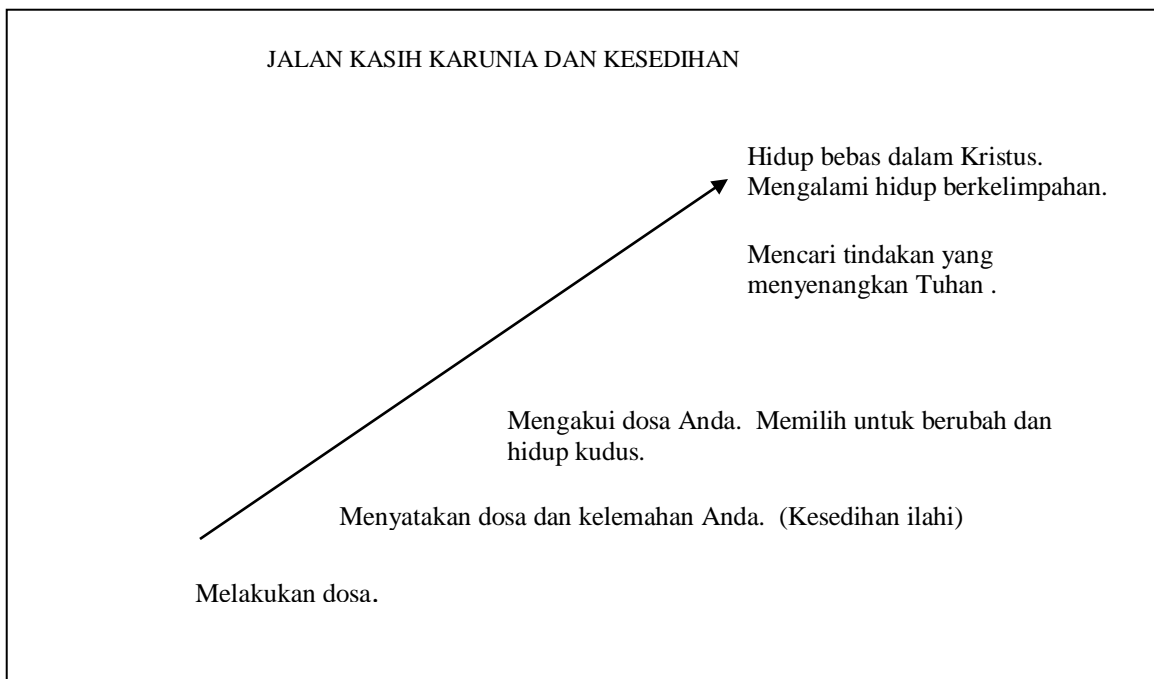 JALAN KASIH KARUNIA DAN KESEDIHAN
Hidup bebas dalam Kristus.
Mengalami hidup berkelimpahan.
Mencari tindakan yang
menyenangkan Tuhan .
Mengakui dosa Anda.  Memilih untuk berubah dan
hidup kudus.
Menyatakan dosa dan kelemahan Anda.  (Kesedihan ilahi)
Melakukan dosa.